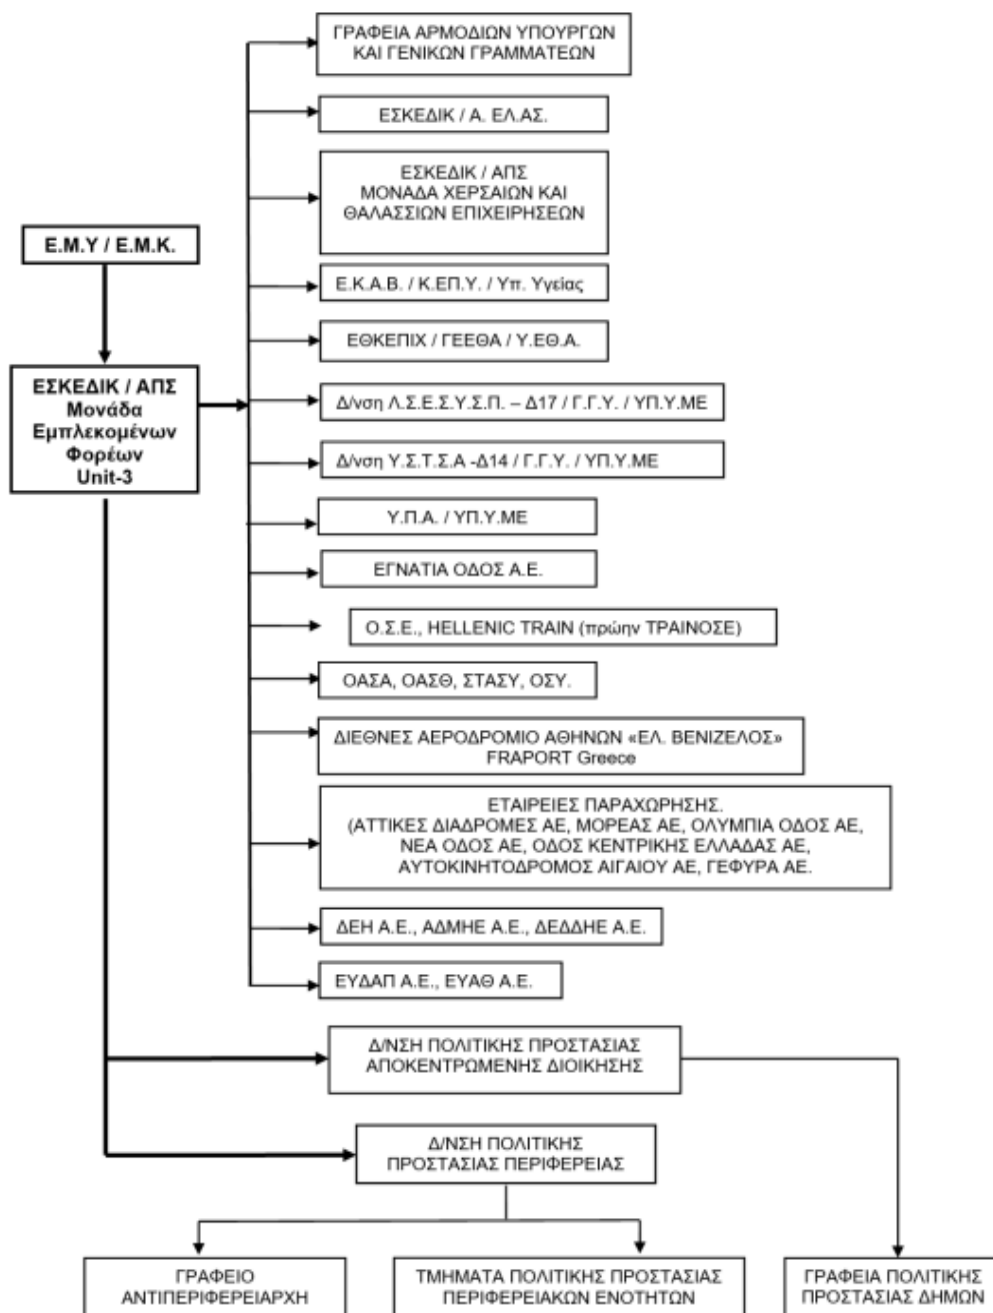 ΓΡΑΦΕΙΑ ΑΡΜΟΔΙΩΝ ΥΠΟΥΡΓΩΝ
ΚΑΙ ΓΕΝΙΚΩΝ ΓΡΑΜΜΑΤΕΩΝ
ΕΣΚΕΔΙΚ / Α. ΕΛ.ΑΣ.
ΕΣΚΕΔΙΚ / ΑΠΣ
ΜΟΝΑΔΑ ΧΕΡΣΑΙΩΝ ΚΑΙ
ΘΑΛΑΣΣΙΩΝ ΕΠΙΧΕΙΡΗΣΕΩΝ
Ε.Μ.Υ / Ε.Μ.Κ.
Ε.Κ.Α.Β. / Κ.ΕΠ.Υ. / Υπ. Υγείας
ΕΘΚΕΠΙΧ / ΓΕΕΘΑ / Υ.ΕΘ.Α.
ΕΣΚΕΔΙΚ / ΑΠΣ
Μονάδα
Εμπλεκομένων
Φορέων
Unit-3
Δ/νση Λ.Σ.Ε.Σ.Υ.Σ.Π. – Δ17 / Γ.Γ.Υ. / ΥΠ.Υ.ΜΕ
Δ/νση Υ.Σ.Τ.Σ.Α -Δ14 / Γ.Γ.Υ. / ΥΠ.Υ.ΜΕ
Υ.Π.Α. / ΥΠ.Υ.ΜΕ
ΕΓΝΑΤΙΑ ΟΔΟΣ Α.Ε.
Ο.Σ.Ε., HELLENIC TRAIN (πρώην ΤΡΑΙΝΟΣΕ)
ΟΑΣΑ, ΟΑΣΘ, ΣΤΑΣΥ, ΟΣΥ.
ΔΙΕΘΝΕΣ ΑΕΡΟΔΡΟΜΙΟ ΑΘΗΝΩΝ «ΕΛ. ΒΕΝΙΖΕΛΟΣ»
FRAPORT Greece
ΕΤΑΙΡΕΙΕΣ ΠΑΡΑΧΩΡΗΣΗΣ.
(ΑΤΤΙΚΕΣ ΔΙΑΔΡΟΜΕΣ ΑΕ, ΜΟΡΕΑΣ ΑΕ, ΟΛΥΜΠΙΑ ΟΔΟΣ ΑΕ,
ΝΕΑ ΟΔΟΣ ΑΕ, ΟΔΟΣ ΚΕΝΤΡΙΚΗΣ ΕΛΛΑΔΑΣ ΑΕ,
ΑΥΤΟΚΙΝΗΤΟΔΡΟΜΟΣ ΑΙΓΑΙΟΥ ΑΕ, ΓΕΦΥΡΑ ΑΕ.
ΔΕΗ Α.Ε., ΑΔΜΗΕ Α.Ε., ΔΕΔΔΗΕ Α.Ε.
ΕΥΔΑΠ Α.Ε., ΕΥΑΘ Α.Ε.
Δ/ΝΣΗ ΠΟΛΙΤΙΚΗΣ ΠΡΟΣΤΑΣΙΑΣ
ΑΠΟΚΕΝΤΡΩΜΕΝΗΣ ΔΙΟΙΚΗΣΗΣ
Δ/ΝΣΗ ΠΟΛΙΤΙΚΗΣ
ΠΡΟΣΤΑΣΙΑΣ ΠΕΡΙΦΕΡΕΙΑΣ
ΓΡΑΦΕΙΟ
ΑΝΤΙΠΕΡΙΦΕΡΕΙΑΡΧΗ
ΤΜΗΜΑΤΑ ΠΟΛΙΤΙΚΗΣ ΠΡΟΣΤΑΣΙΑΣ
ΠΕΡΙΦΕΡΕΙΑΚΩΝ ΕΝΟΤΗΤΩΝ
ΓΡΑΦΕΙΑ ΠΟΛΙΤΙΚΗΣ
ΠΡΟΣΤΑΣΙΑΣ ΔΗΜΩΝ